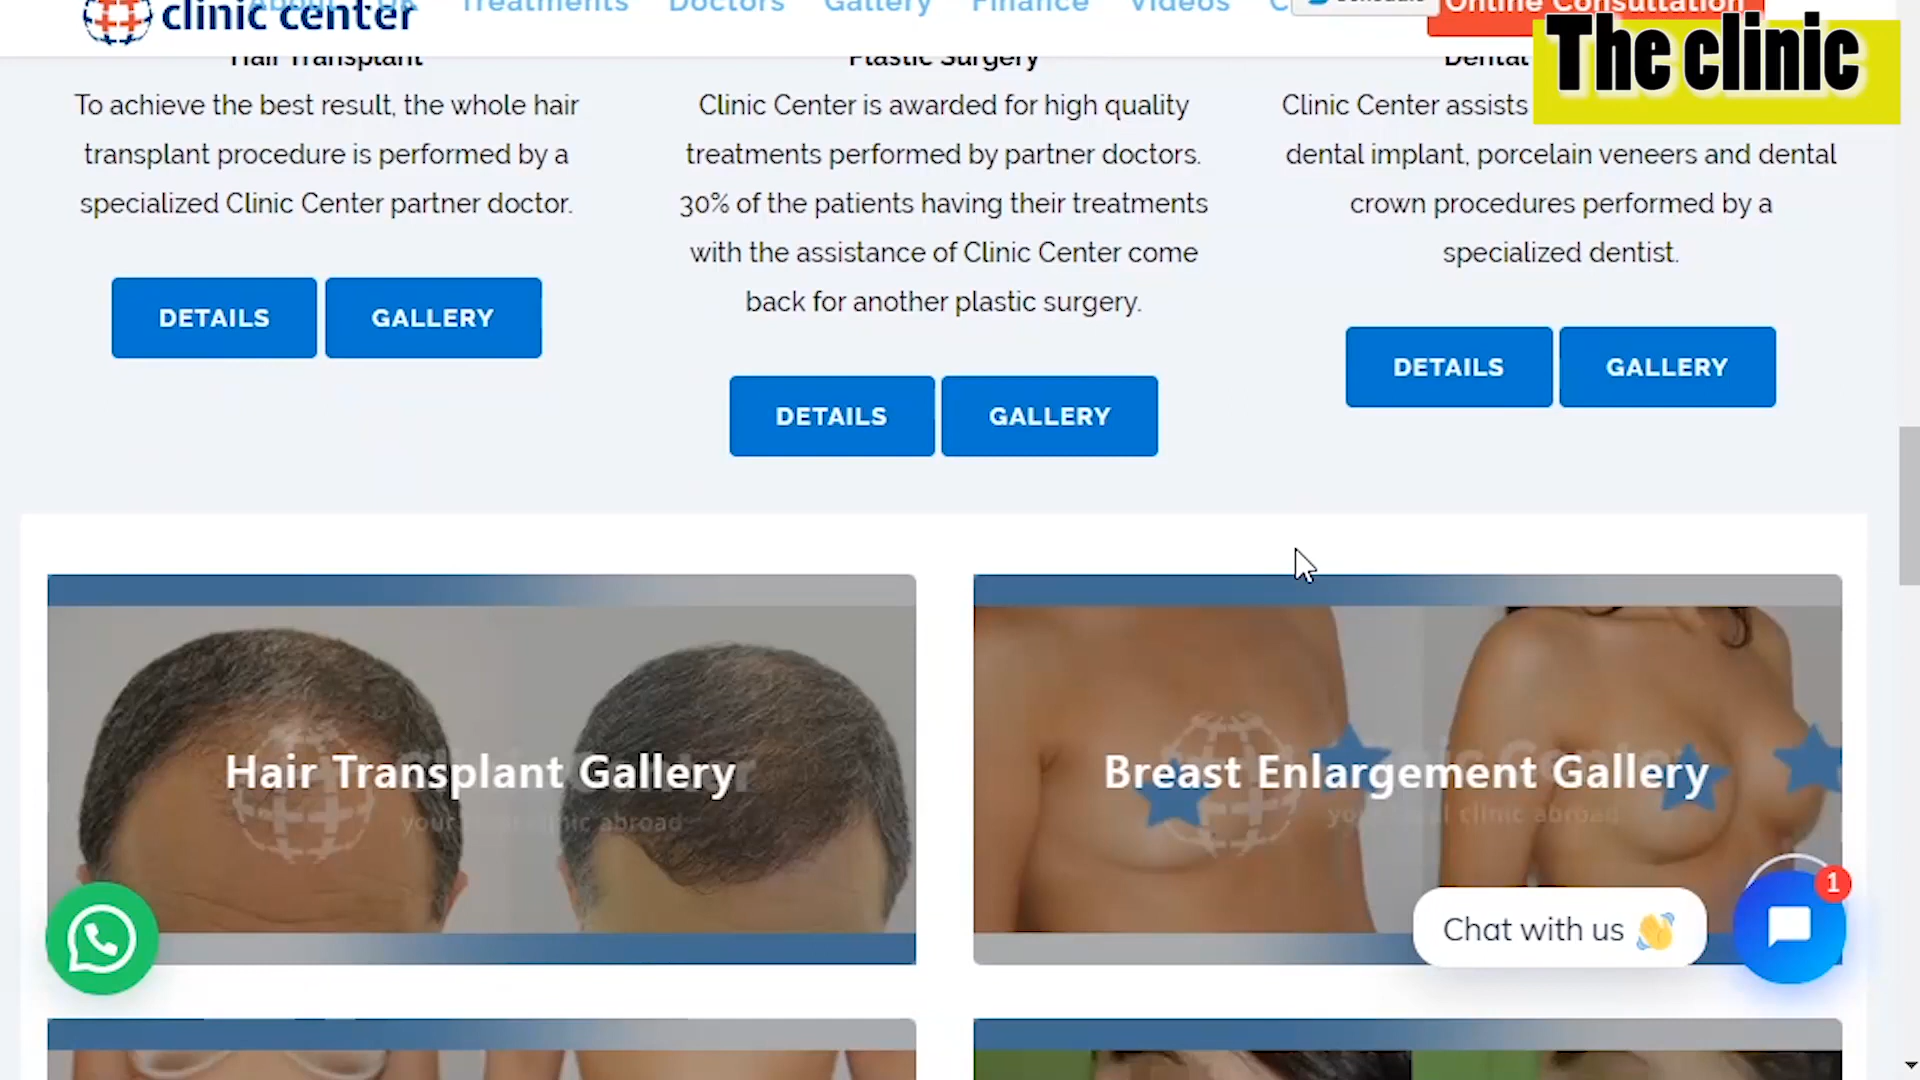 clinic center
About UK Treatments Doctors Gallery Finance Videos
Online Consultation
The clinic
Hair Transplant
To achieve the best result, the whole hair
transplant procedure is performed by a
specialized Clinic Center partner doctor.
DETAILS GALLERY
Plastic Surgery
Clinic Center is awarded for high quality
treatments performed by partner doctors.
30% of the patients having their treatments
with the assistance of Clinic Center come
back for another plastic surgery.
DETAILS GALLERY
Dental
Clinic Center assists
dental implant, porcelain veneers and dental
crown procedures performed by a
specialized dentist.
DETAILS GALLERY
Hair Transplant Gallery
Breast Enlargement Gallery
Chat with us
1